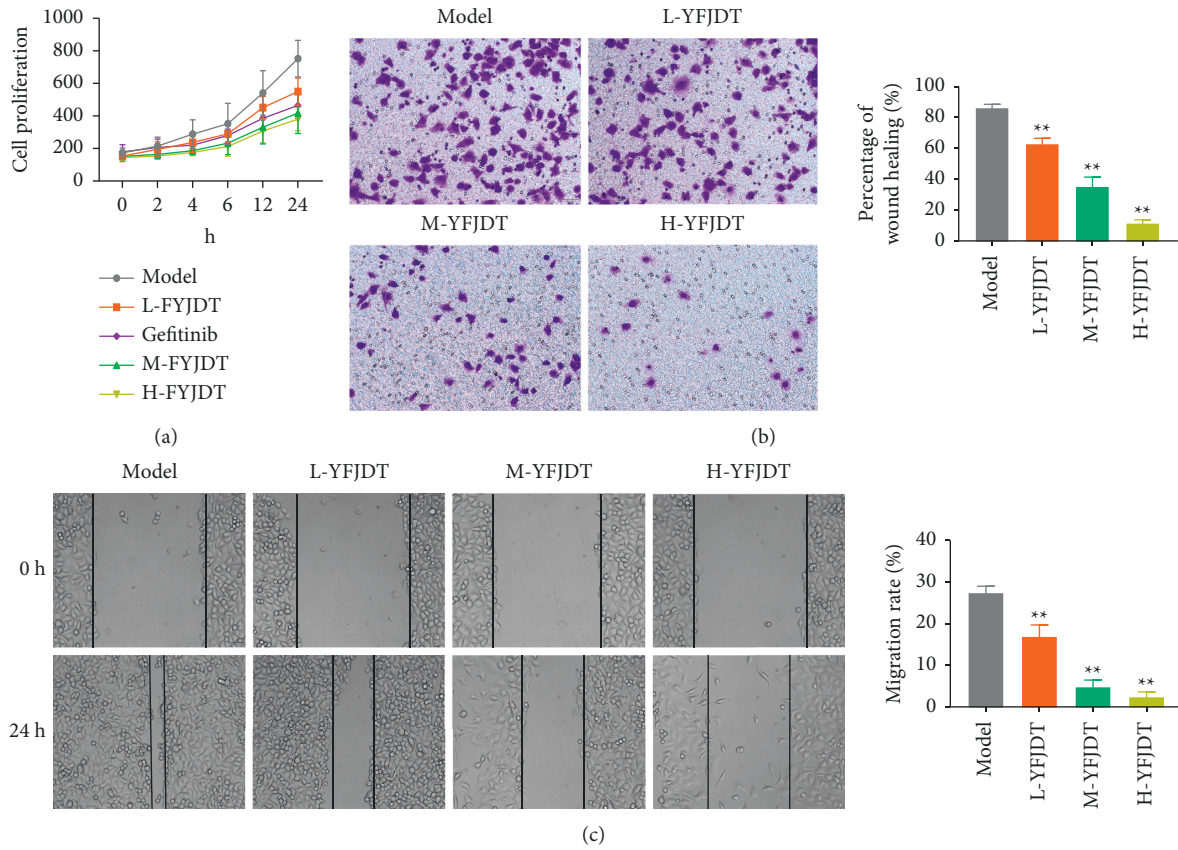 Cell proliferation
1000
800
600
400
200
0
0 2 4 6 12 24
h
Model
L-FYJDT
Gefitinib
M-FYJDT
H-FYJDT
(a)
Model L-YFJDT
M-YFJDT H-YFJDT
Percentage of
wound healing (%)
100
80
60
40
20
0
**
**
**
Model
L-YFJDT
M-YFJDT
H-YFJDT
(b)
Model L-YFJDT M-YFJDT H-YFJDT
0 h
24 h
Migration rate (%)
40
30
20
10
0
**
**
**
Model
L-YFJDT
M-YFJDT
H-YFJDT
(c)